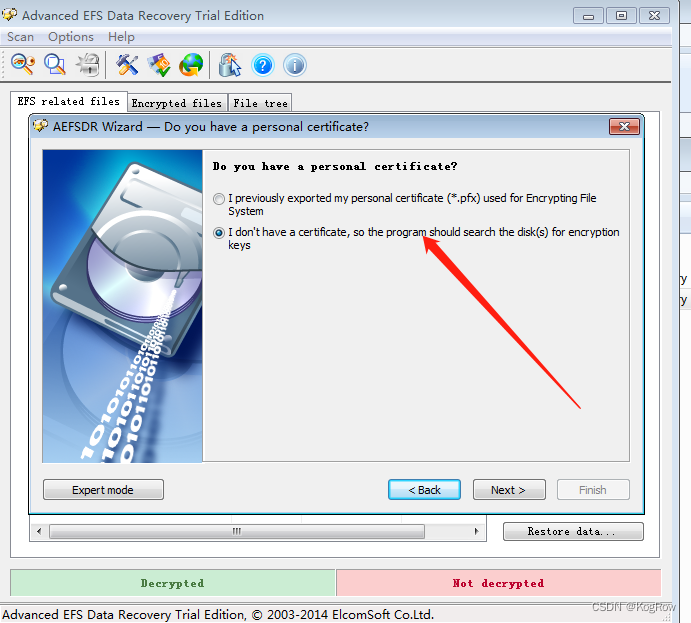 Advanced EFS Data Recovery Trial Edition
Scan Options Help
EFS related files Encrypted files File tree
AEFSDR Wizard — Do you have a personal certificate?
Do you have a personal certificate?
I previously exported my personal certificate (*.pfx) used for Encrypting File
System
I don't have a certificate, so the program should search the disk(s) for encryption
keys
ry
ry
Expert mode < Back Next > Finish
Restore data...
Decrypted Not decrypted
CSDN @KogRow
Advanced EFS Data Recovery Trial Edition, © 2003-2014 ElcomSoft Co.Ltd.